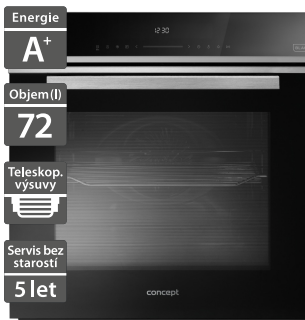 Energie
A+
12:30
Objem(l)
72
Teleskop.
výsuvy
Servis bez
starostí
5 let
concept